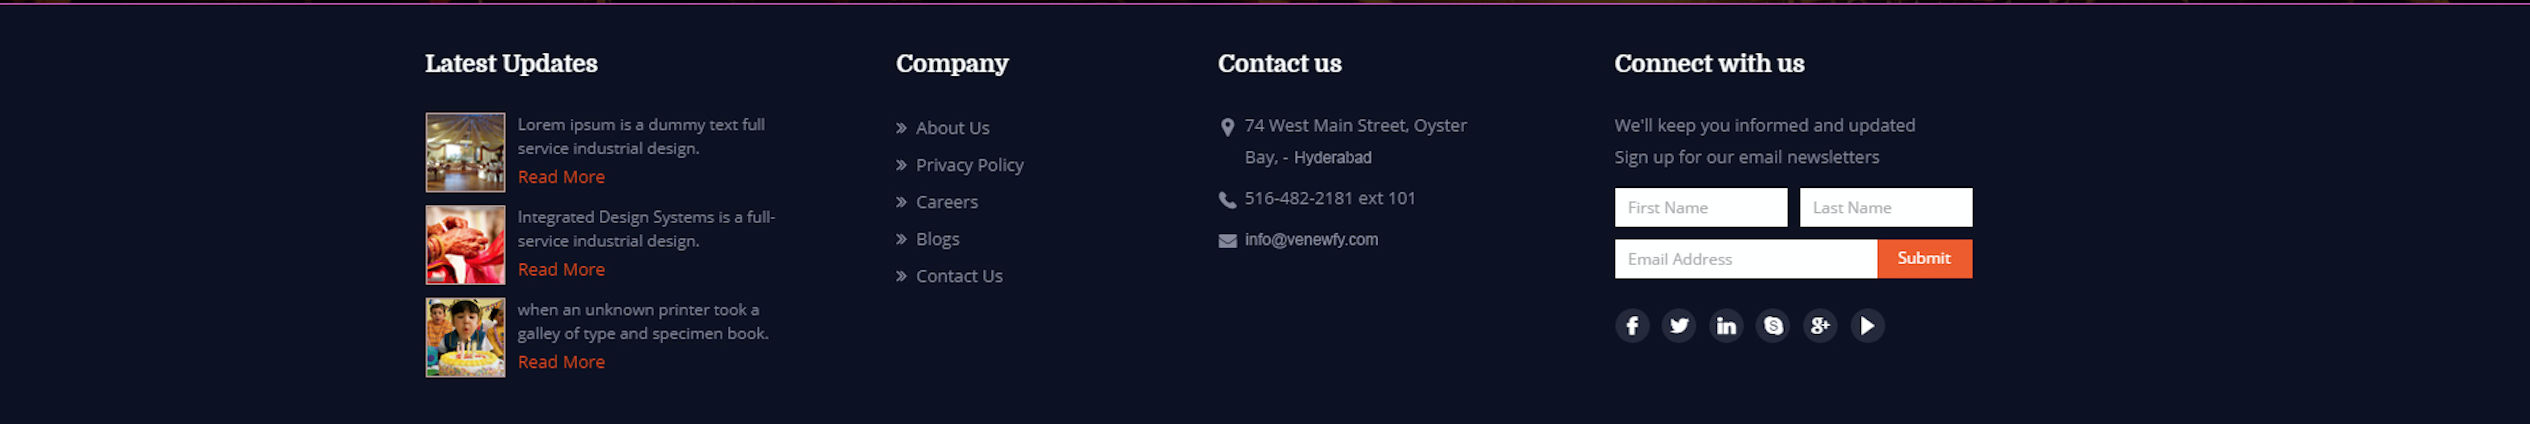 Latest Updates
Lorem ipsum is a dummy text full
service industrial design.
Read More
Integrated Design Systems is a full-
service industrial design.
Read More
when an unknown printer took a
galley of type and specimen book.
Read More
Company
» About Us
» Privacy Policy
» Careers
» Blogs
» Contact Us
Contact us
74 West Main Street, Oyster
Bay, - Hyderabad
516-482-2181 ext 101
info@venewfy.com
Connect with us
We'll keep you informed and updated
Sign up for our email newsletters
First Name Last Name
Email Address Submit